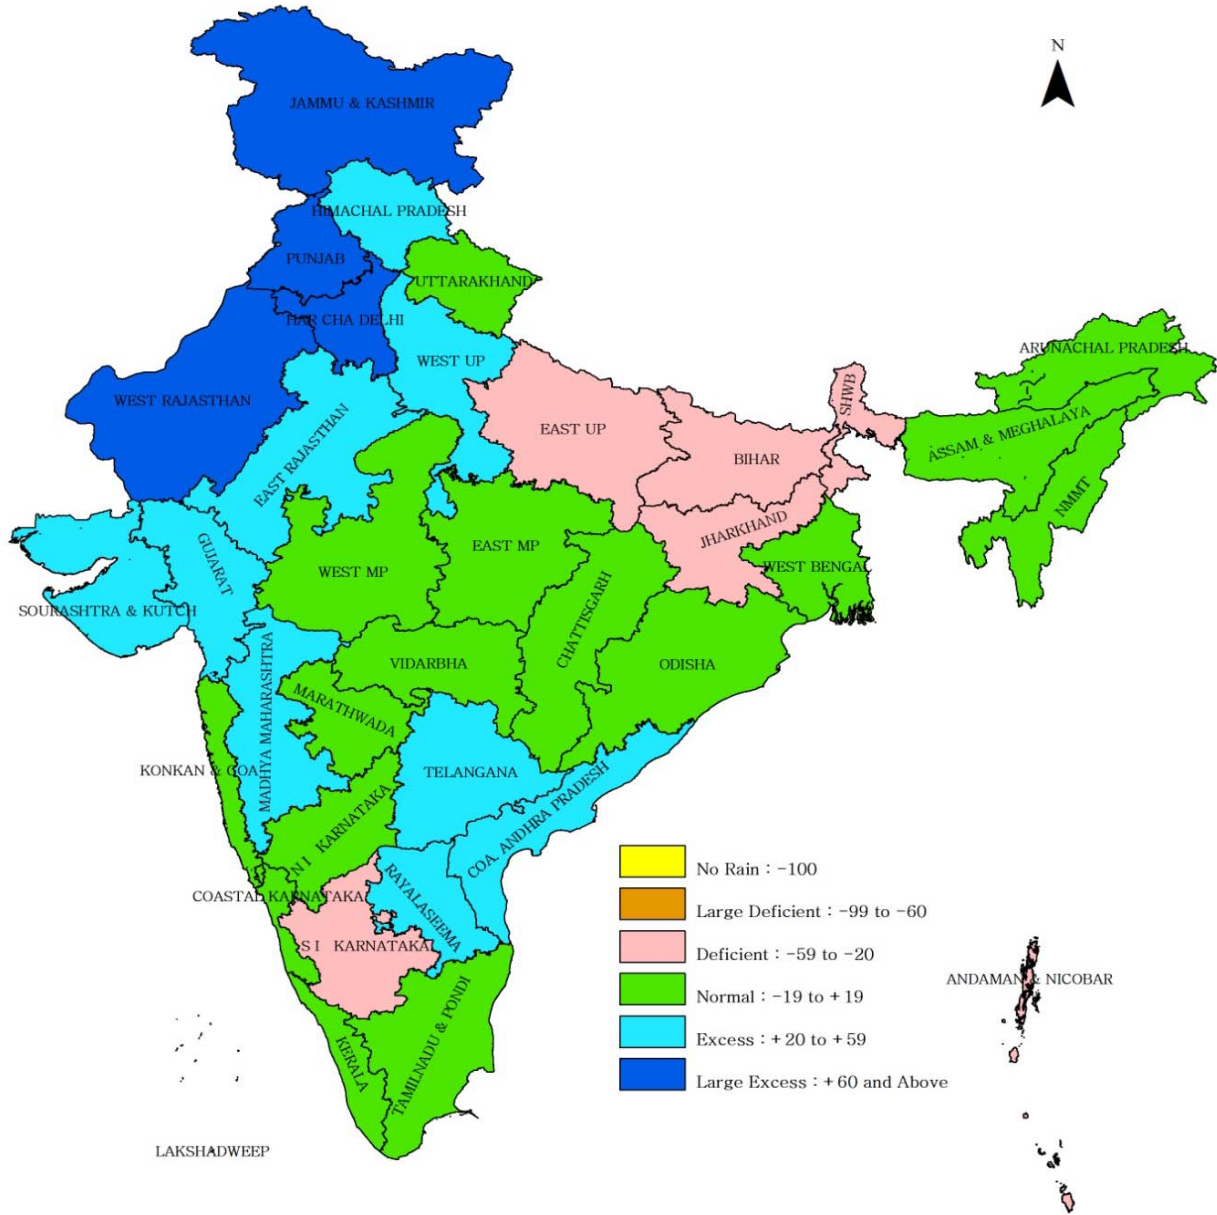 N
JAMMU & KASHMIR
HIMACHAL PRADESH
PUNJAB
UTTARAKHAND
HAR CHA DELHI
WEST UP
ARUNACHAL PRADESH
WEST RAJASTHAN
SHWB
EAST RAJASTHAN
EAST UP
ASSAM & MEGHALAYA
BIHAR
NMMT
JHARKHAND
EAST MP
GUJARAT
WEST MP
WEST BENGAL
SOURASHTRA & KUTCH
CHATTISGARH
VIDARBHA
ODISHA
MADHYA MAHARASHTRA
MARATHWADA
KONKAN & GOA
TELANGANA
COA. ANDHRA PRADESH
N I KARNATAKA
COASTAL KARNATAKA
RAYALASEEMA
S I KARNATAKA
ANDAMAN & NICOBAR
TAMILNADU & PONDI
KERALA
LAKSHADWEEP
No Rain : -100
Large Deficient : -99 to -60
Deficient : -59 to -20
Normal : -19 to +19
Excess : +20 to +59
Large Excess : +60 and Above